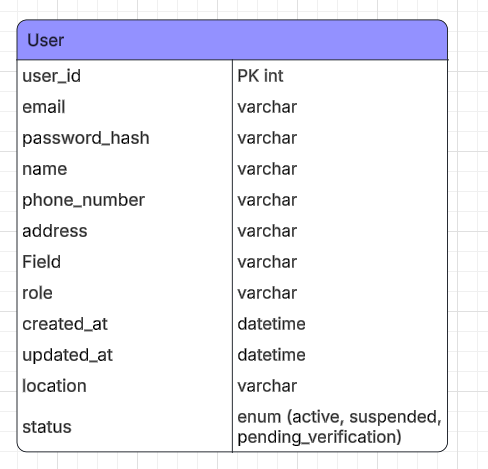 User
user_id PK int
email varchar
password_hash varchar
name varchar
phone_number varchar
address varchar
Field varchar
role varchar
created_at datetime
updated_at datetime
location varchar
status enum (active, suspended,
pending_verification)